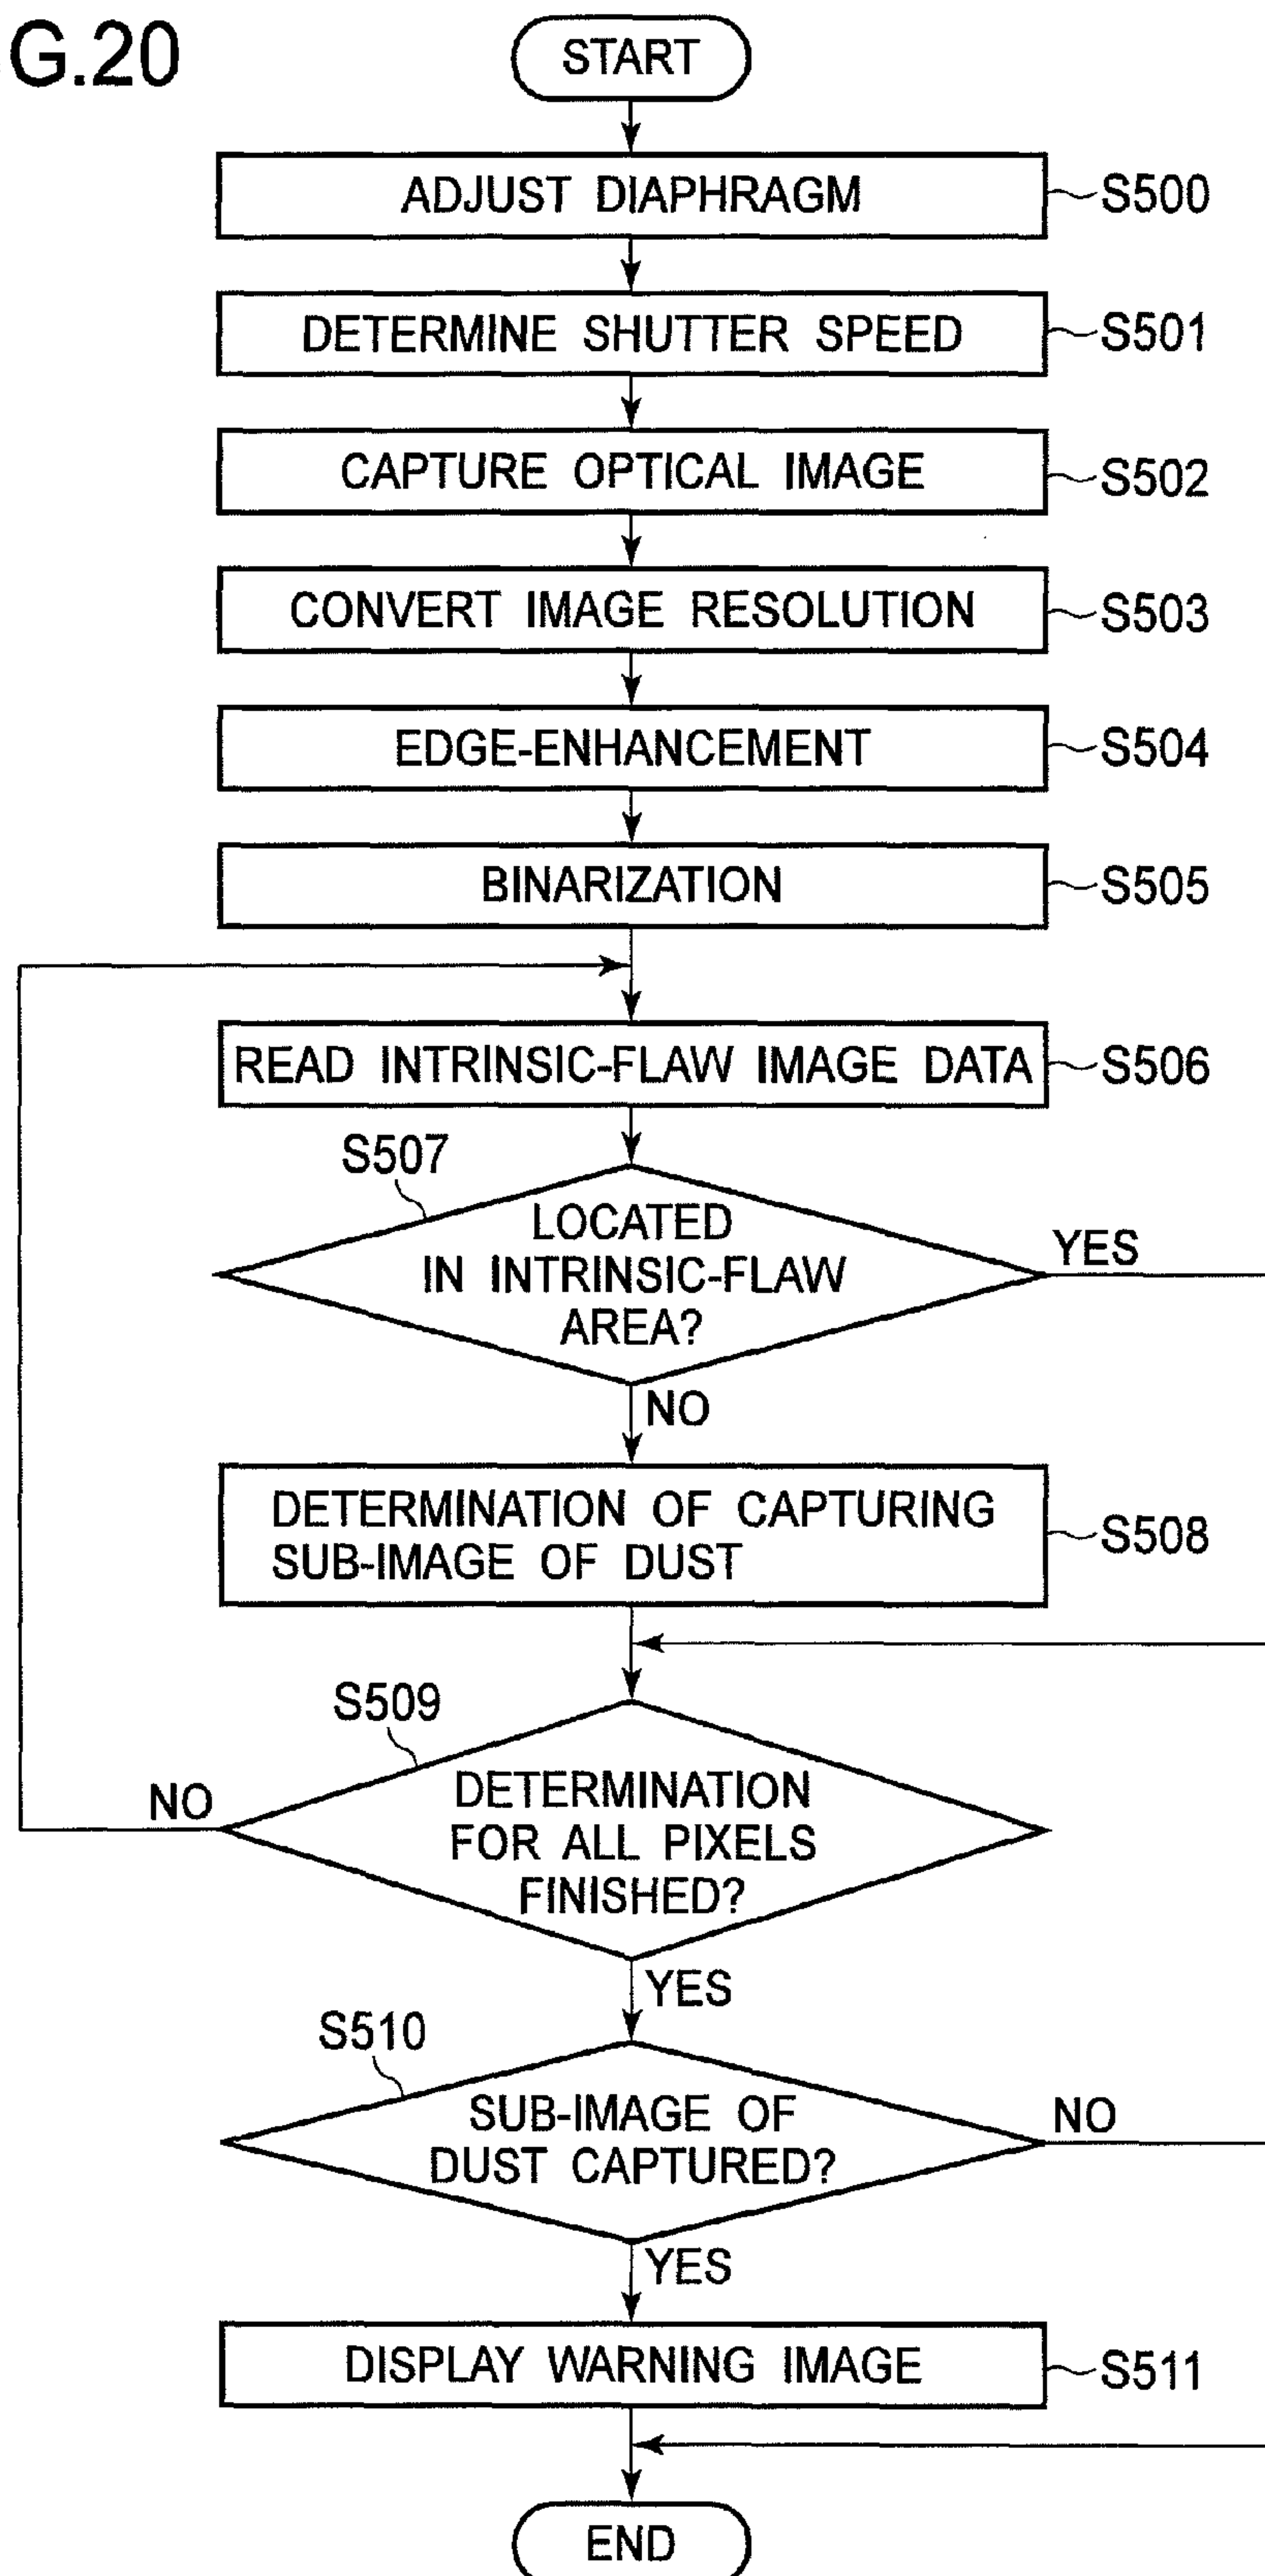 G.20
START
ADJUST DIAPHRAGM
S500
DETERMINE SHUTTER SPEED
S501
CAPTURE OPTICAL IMAGE
S502
CONVERT IMAGE RESOLUTION
S503
EDGE-ENHANCEMENT
S504
BINARIZATION
S505
READ INTRINSIC-FLAW IMAGE DATA
S506
S507
LOCATED
IN INTRINSIC-FLAW
AREA?
YES
NO
DETERMINATION OF CAPTURING
SUB-IMAGE OF DUST
S508
S509
DETERMINATION
FOR ALL PIXELS
FINISHED?
NO
YES
S510
SUB-IMAGE OF
DUST CAPTURED?
NO
YES
DISPLAY WARNING IMAGE
S511
END